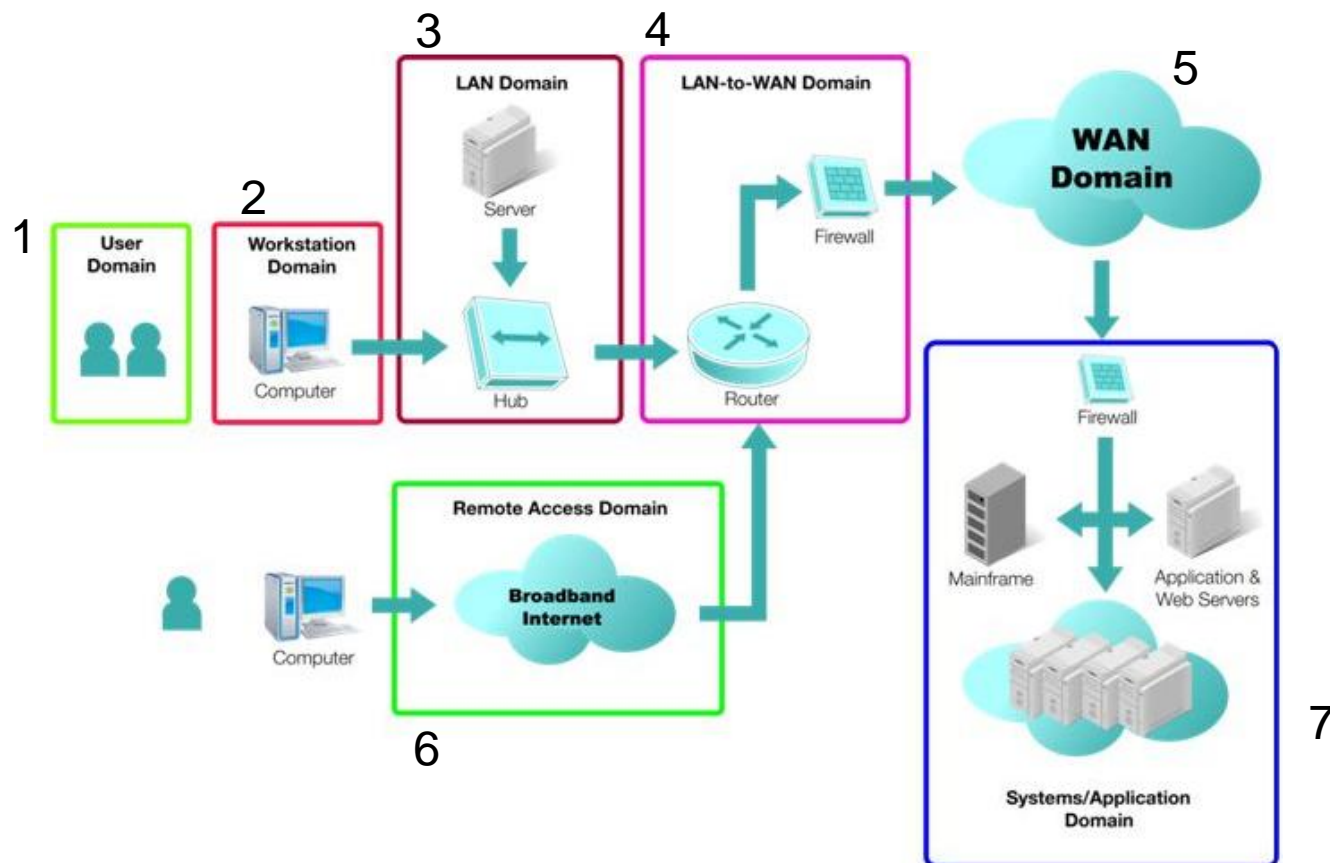 1
User
Domain
2
Workstation
Domain
Computer
3
LAN Domain
Server
Hub
4
LAN-to-WAN Domain
Firewall
Router
5
WAN
Domain
Remote Access Domain
Broadband
Internet
Computer
6
Firewall
Mainframe
Application &
Web Servers
Systems/Application
Domain
7